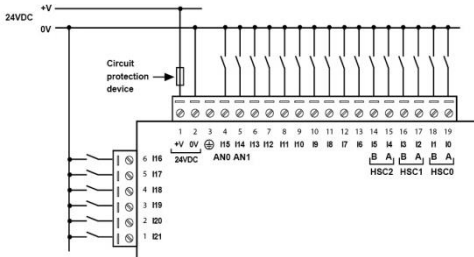 +V
24VDC
0V
Circuit
protection
device
1 2 3 4 5 6 7 8 9 10 11 12 13 14 15 16 17 18 19
+V 0V I15 I14 I13 I12 I11 I10 I9 I8 I7 I6 I5 I4 I3 I2 I1 I0
24VDC AN0 AN1 B A B A B A
HSC2 HSC1 HSC0
6 I16
5 I17
4 I18
3 I19
2 I20
1 I21